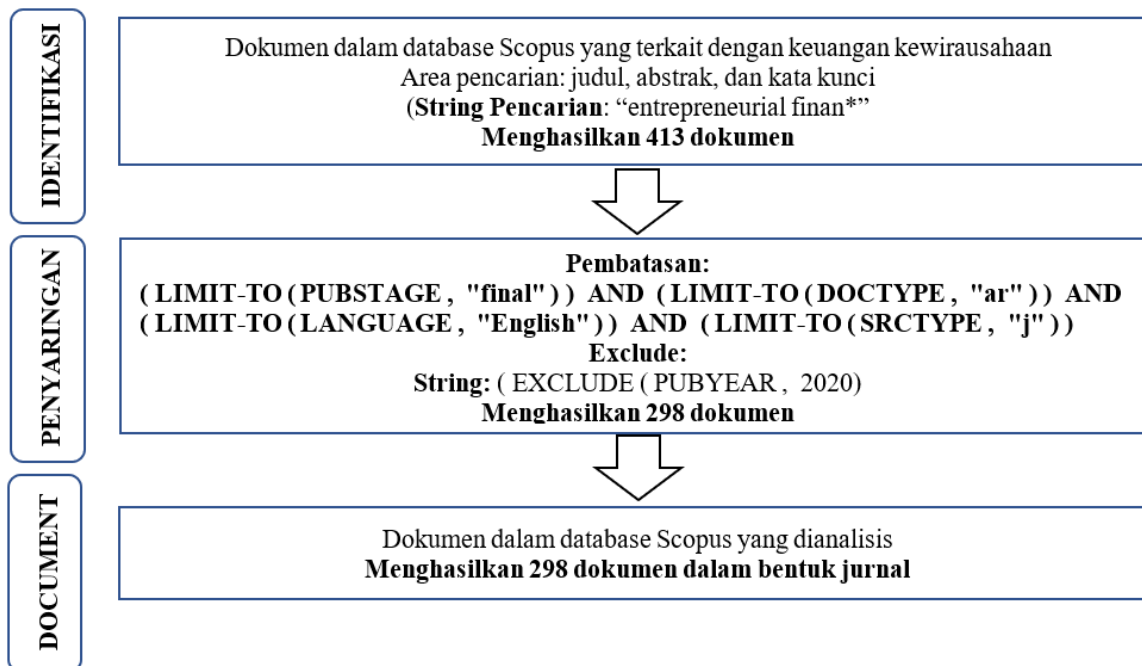 IDENTIFIKASI
Dokumen dalam database Scopus yang terkait dengan keuangan kewirausahaan
Area pencarian: judul, abstrak, dan kata kunci
(String Pencarian: “entrepreneurial finan*”
Menghasilkan 413 dokumen
PENYARINGAN
Pembatasan:
( LIMIT-TO ( PUBSTAGE , "final" ) ) AND ( LIMIT-TO ( DOCTYPE , "ar" ) ) AND
( LIMIT-TO ( LANGUAGE , "English" ) ) AND ( LIMIT-TO ( SRCTYPE , "j" ) )
Exclude:
String: ( EXCLUDE ( PUBYEAR , 2020)
Menghasilkan 298 dokumen
DOCUMENT
Dokumen dalam database Scopus yang dianalisis
Menghasilkan 298 dokumen dalam bentuk jurnal